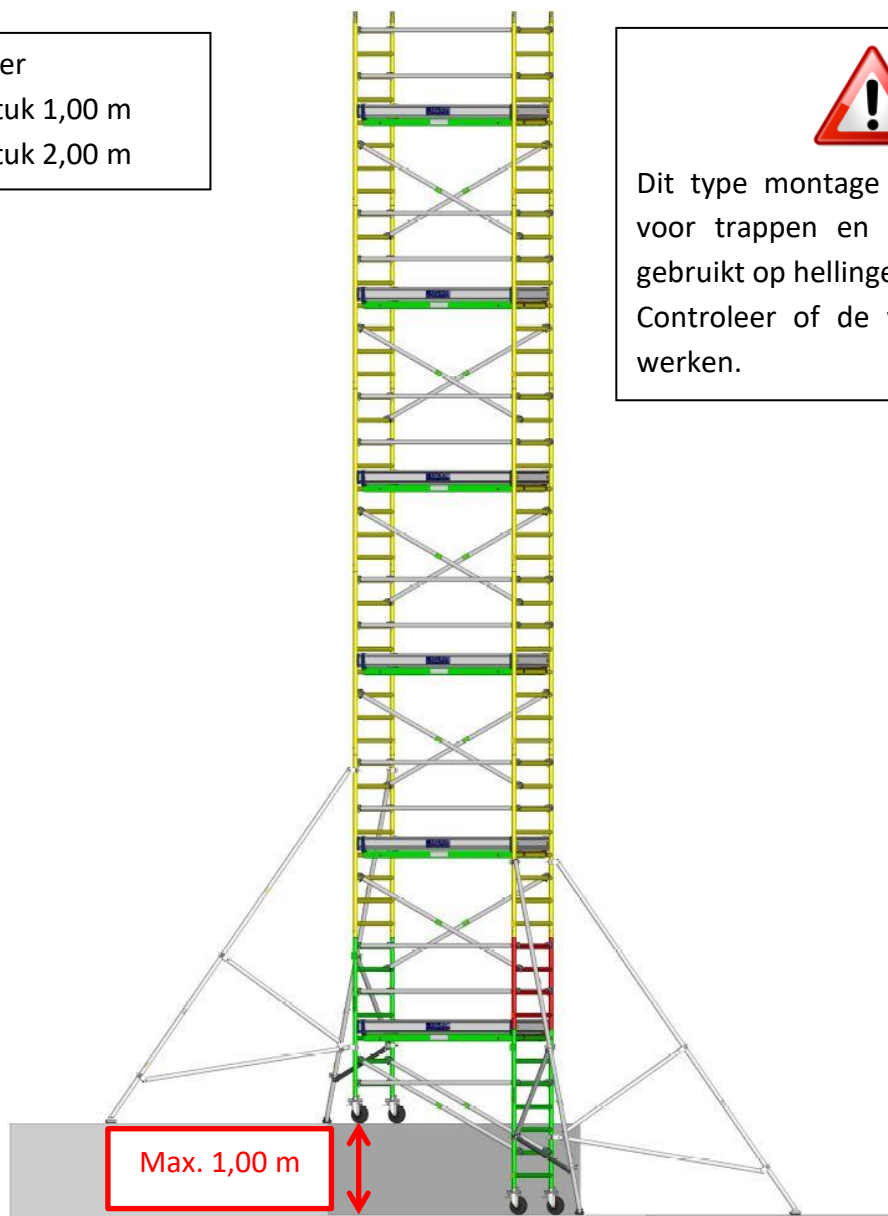 er
tuk 1,00 m
tuk 2,00 m
Dit type montage
voor trappen en
gebruikt op hellinge
Controleer of de
werken.
Max. 1,00 m